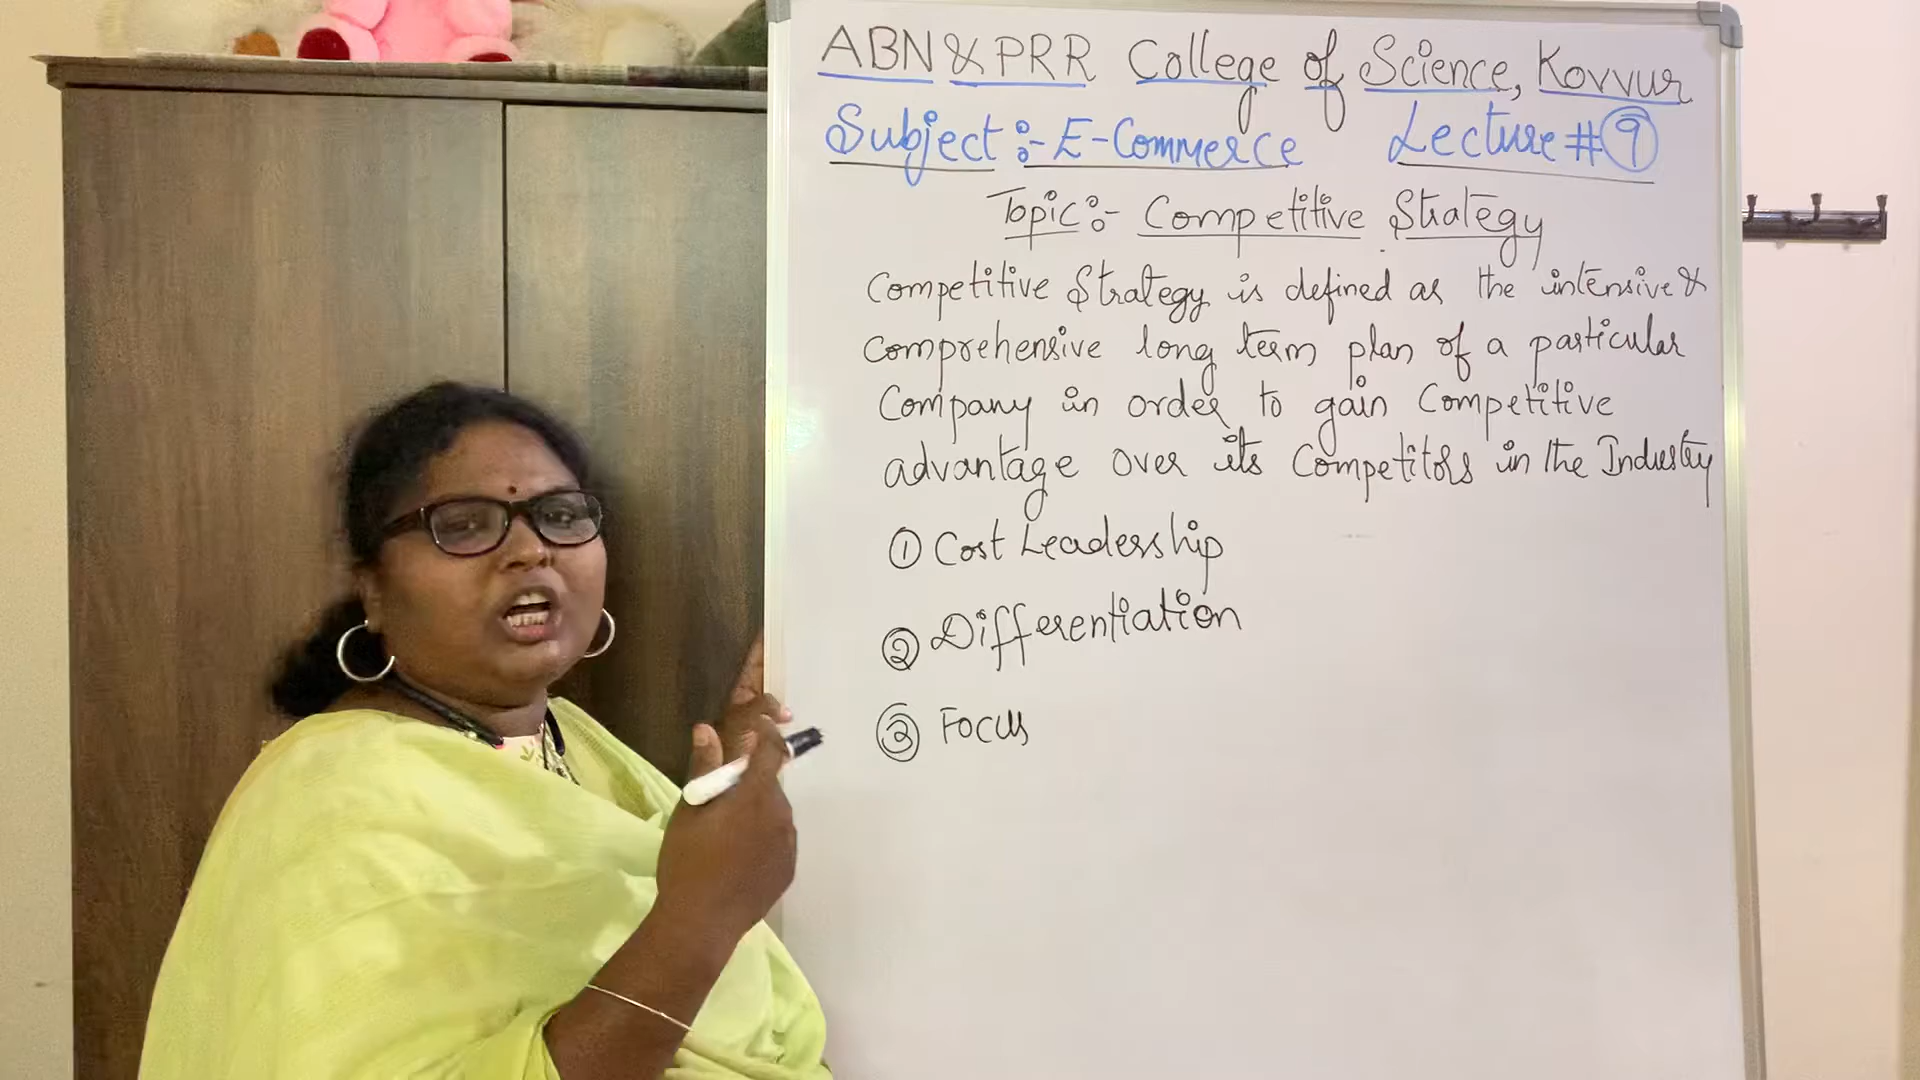 ABN & PRR College of Science, Kovvur
Subject :- E-Commerce Lecture # 9
Topic :- Competitive Strategy
Competitive Strategy is defined as the intensive &
comprehensive long term plan of a particular
Company in order to gain Competitive
advantage over its Competitors in the Industry
① Cost Leadership
② Differentiation
③ Focus